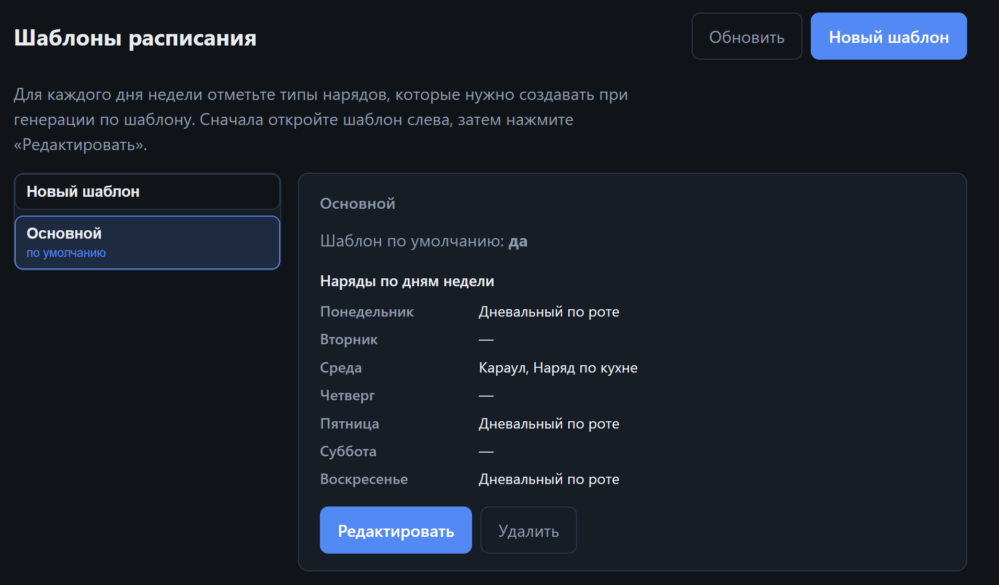 Шаблоны расписания
Обновить
Новый шаблон
Для каждого дня недели отметьте типы нарядов, которые нужно создавать при
генерации по шаблону. Сначала откройте шаблон слева, затем нажмите
«Редактировать».
Новый шаблон
Основной
по умолчанию
Основной
Шаблон по умолчанию: да
Наряды по дням недели
Понедельник Дневальный по роте
Вторник —
Среда Караул, Наряд по кухне
Четверг —
Пятница Дневальный по роте
Суббота —
Воскресенье Дневальный по роте
Редактировать
Удалить